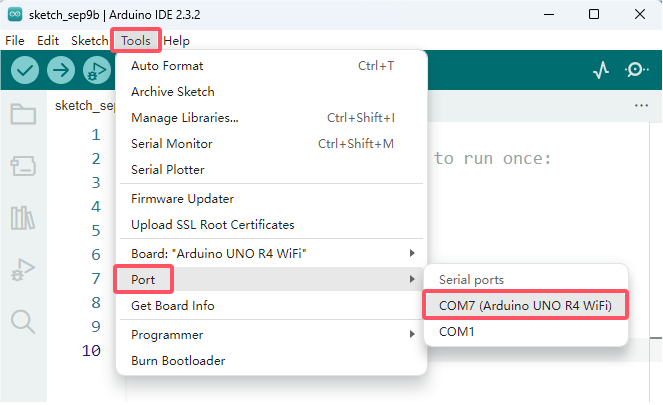 sketch_sep9b | Arduino IDE 2.3.2
File Edit Sketch Tools Help
sketch_sep
Auto Format Ctrl+T
Archive Sketch
Manage Libraries... Ctrl+Shift+I
Serial Monitor Ctrl+Shift+M
Serial Plotter
Firmware Updater
Upload SSL Root Certificates
Board: "Arduino UNO R4 WiFi"
Port
Get Board Info
Programmer
Burn Bootloader
Serial ports
COM7 (Arduino UNO R4 WiFi)
COM1
1
2 to run once:
3
4
5
6
7
8
9
10